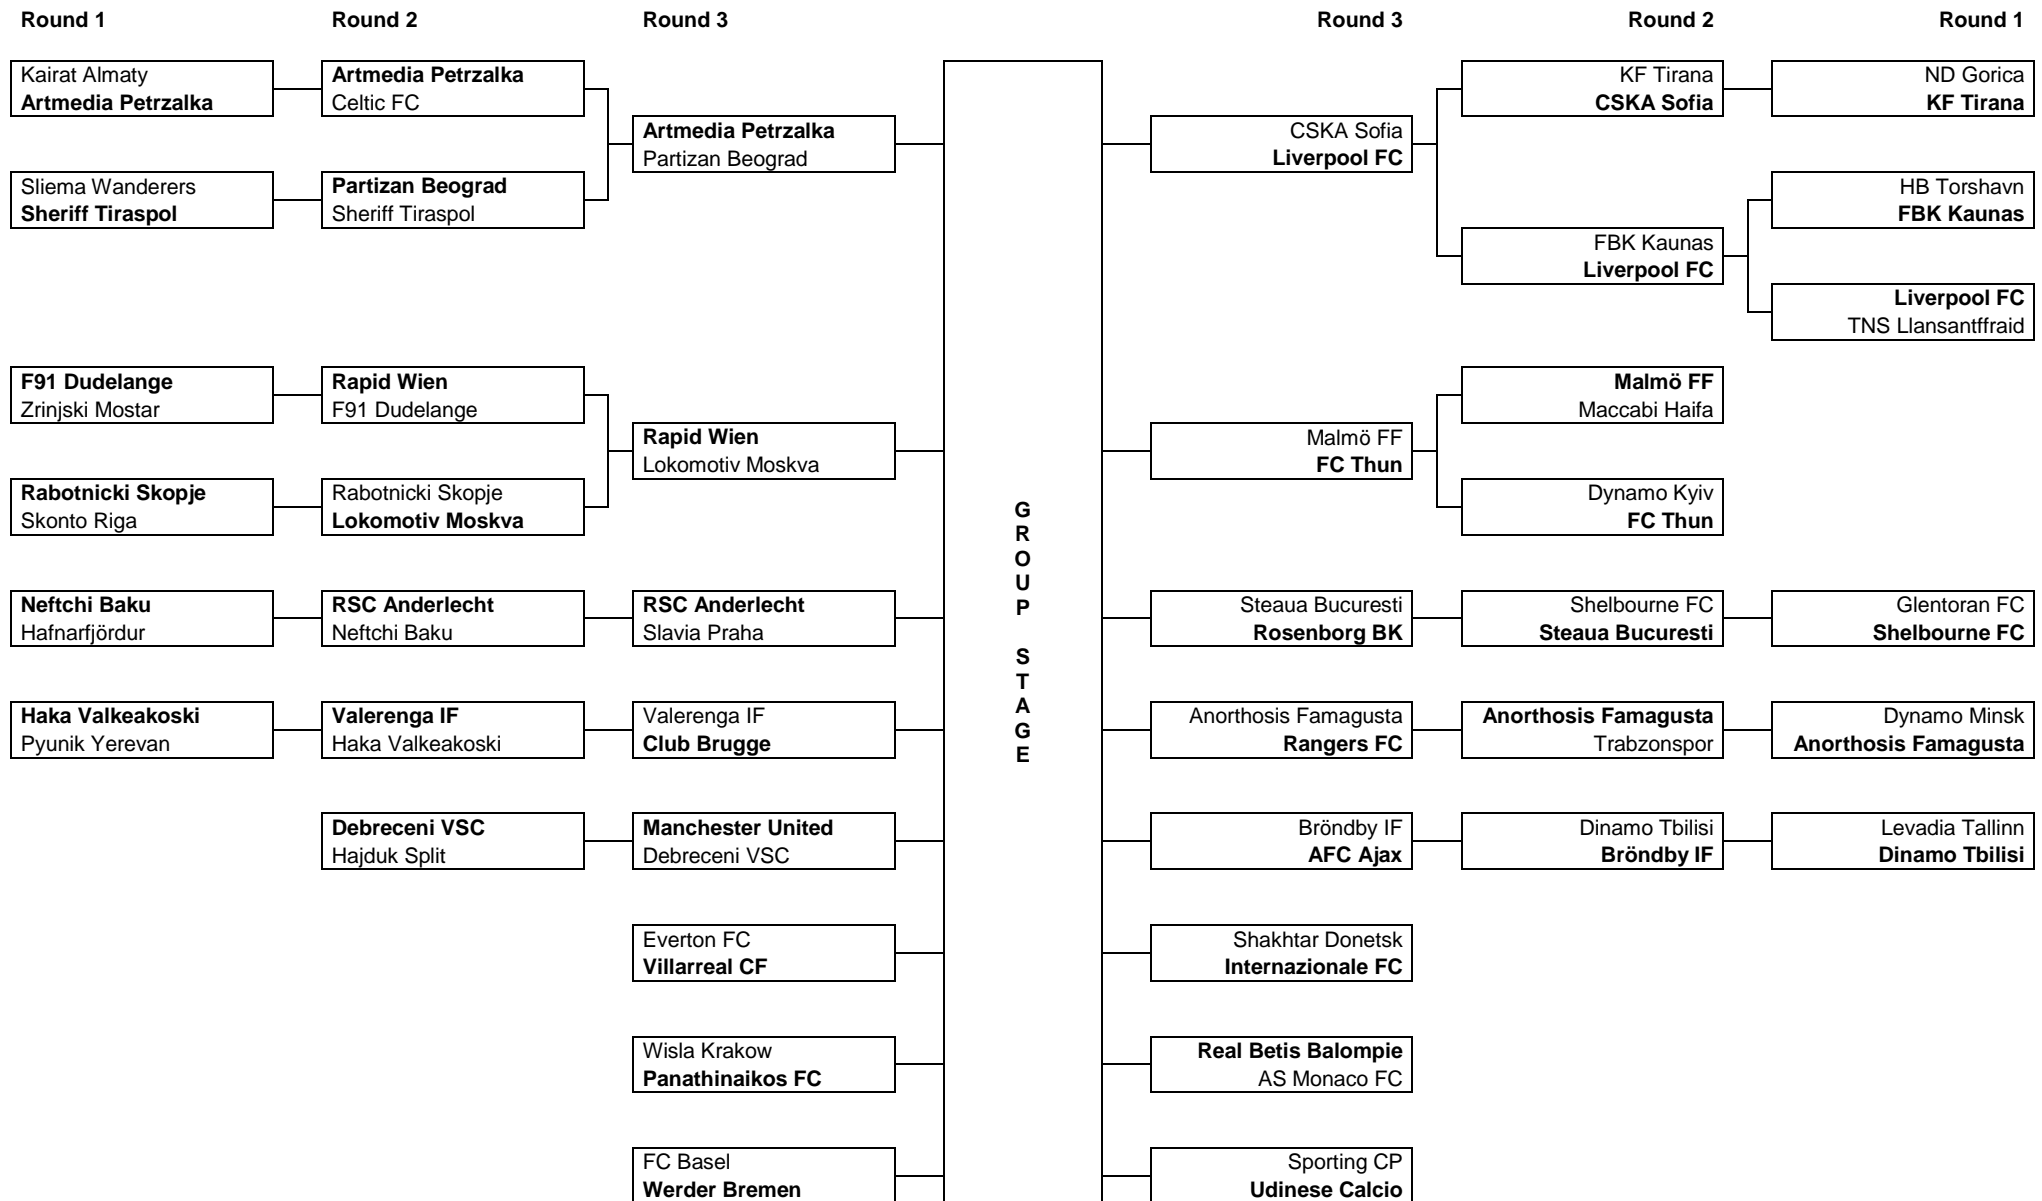 Round 1
Round 2
Round 3
Round 3
Round 2
Round 1
Kairat Almaty
Artmedia Petrzalka
Artmedia Petrzalka
Celtic FC
Artmedia Petrzalka
Partizan Beograd
Sliema Wanderers
Sheriff Tiraspol
Partizan Beograd
Sheriff Tiraspol
F91 Dudelange
Zrinjski Mostar
Rapid Wien
F91 Dudelange
Rapid Wien
Lokomotiv Moskva
Rabotnicki Skopje
Skonto Riga
Rabotnicki Skopje
Lokomotiv Moskva
Neftchi Baku
Hafnarfjördur
RSC Anderlecht
Neftchi Baku
RSC Anderlecht
Slavia Praha
Haka Valkeakoski
Pyunik Yerevan
Valerenga IF
Haka Valkeakoski
Valerenga IF
Club Brugge
Debreceni VSC
Hajduk Split
Manchester United
Debreceni VSC
Everton FC
Villarreal CF
Wisla Krakow
Panathinaikos FC
FC Basel
Werder Bremen
G
R
O
U
P
S
T
A
G
E
CSKA Sofia
Liverpool FC
KF Tirana
CSKA Sofia
ND Gorica
KF Tirana
HB Torshavn
FBK Kaunas
FBK Kaunas
Liverpool FC
Liverpool FC
TNS Llansantffraid
Malmö FF
Maccabi Haifa
Malmö FF
FC Thun
Dynamo Kyiv
FC Thun
Steaua Bucuresti
Rosenborg BK
Shelbourne FC
Steaua Bucuresti
Glentoran FC
Shelbourne FC
Anorthosis Famagusta
Rangers FC
Anorthosis Famagusta
Trabzonspor
Dynamo Minsk
Anorthosis Famagusta
Bröndby IF
AFC Ajax
Dinamo Tbilisi
Bröndby IF
Levadia Tallinn
Dinamo Tbilisi
Shakhtar Donetsk
Internazionale FC
Real Betis Balompie
AS Monaco FC
Sporting CP
Udinese Calcio